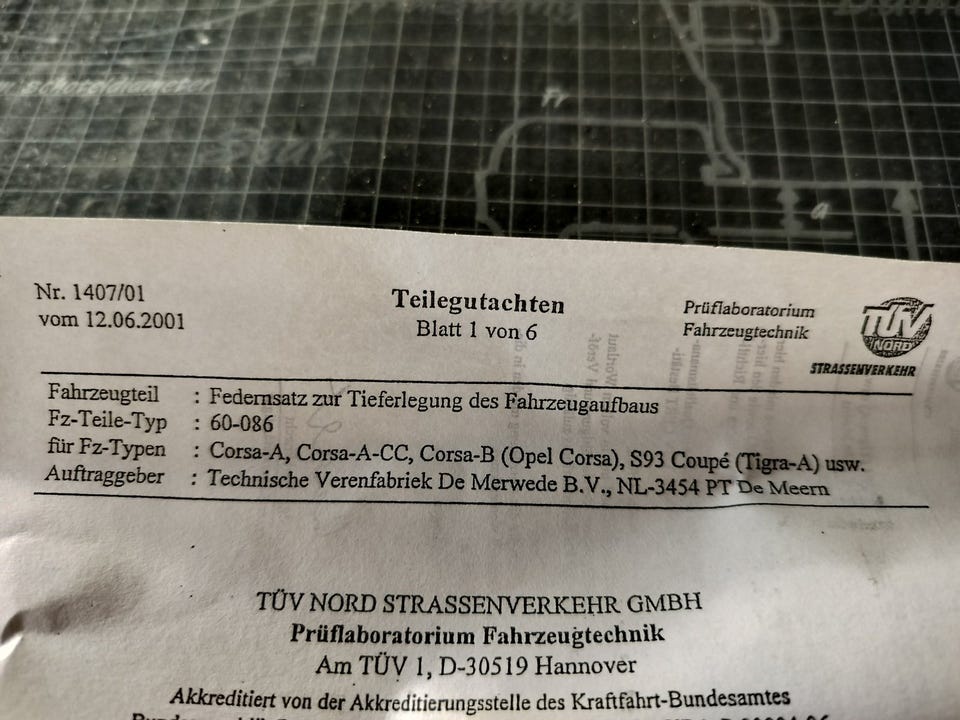 Nr. 1407/01
vom 12.06.2001
Teilegutachten
Blatt 1 von 6
Prüflaboratorium
Fahrzeugtechnik
TÜV
NORD
STRASSENVERKEHR
Fahrzeugteil : Federnsatz zur Tieferlegung des Fahrzeugaufbaus
Fz-Teile-Typ : 60-086
für Fz-Typen : Corsa-A, Corsa-A-CC, Corsa-B (Opel Corsa), S93 Coupé (Tigra-A) usw.
Auftraggeber : Technische Verenfabriek De Merwede B.V., NL-3454 PT De Meern
TÜV NORD STRASSENVERKEHR GMBH
Prüflaboratorium Fahrzeugtechnik
Am TÜV 1, D-30519 Hannover
Akkreditiert von der Akkreditierungsstelle des Kraftfahrt-Bundesamtes